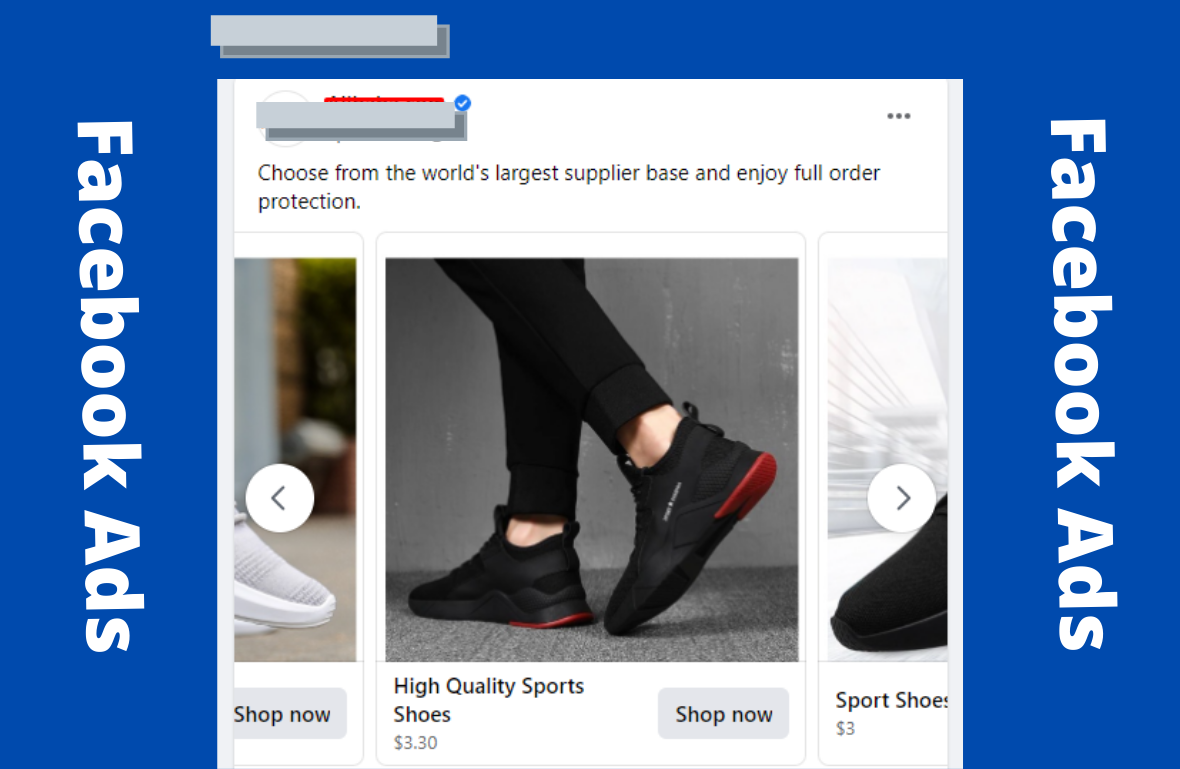 Facebook Ads
Choose from the world's largest supplier base and enjoy full order
protection.
Shop now
High Quality Sports
Shoes
$3.30
Shop now
Sport Shoes
$3
Facebook Ads